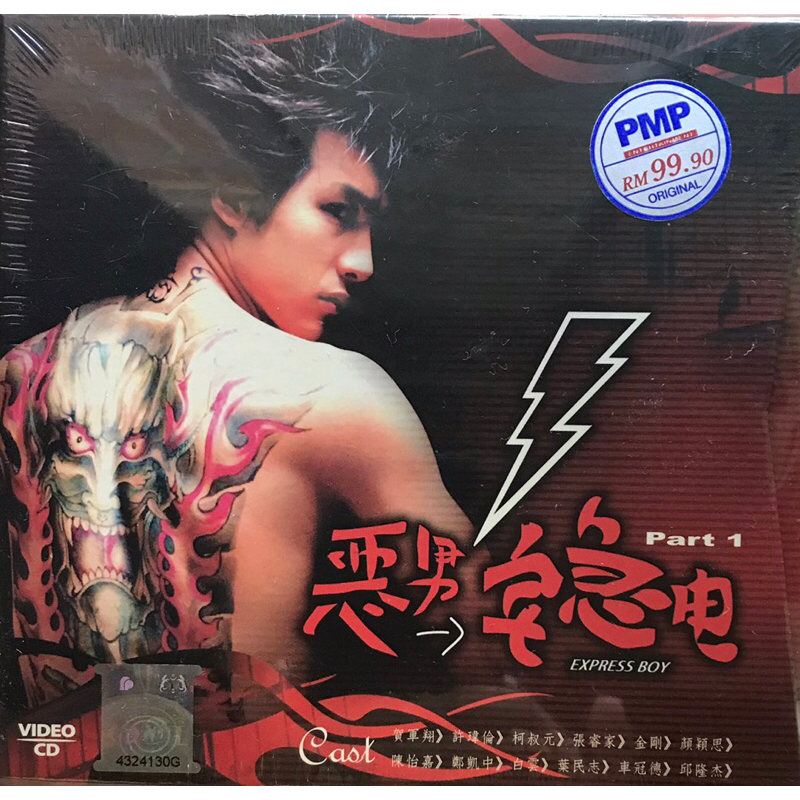 PMP
ENTERTAINMENT
RM 99.90
ORIGINAL
Part 1
恶男→宅急电
EXPRESS BOY
VIDEO
CD
4324130G
Cast
賀軍翔》許瑋倫》柯叔元》張睿家》金剛》顏穎思》
陳怡嘉》鄭凱中》白雲》葉民志》車冠德》邱隆杰》